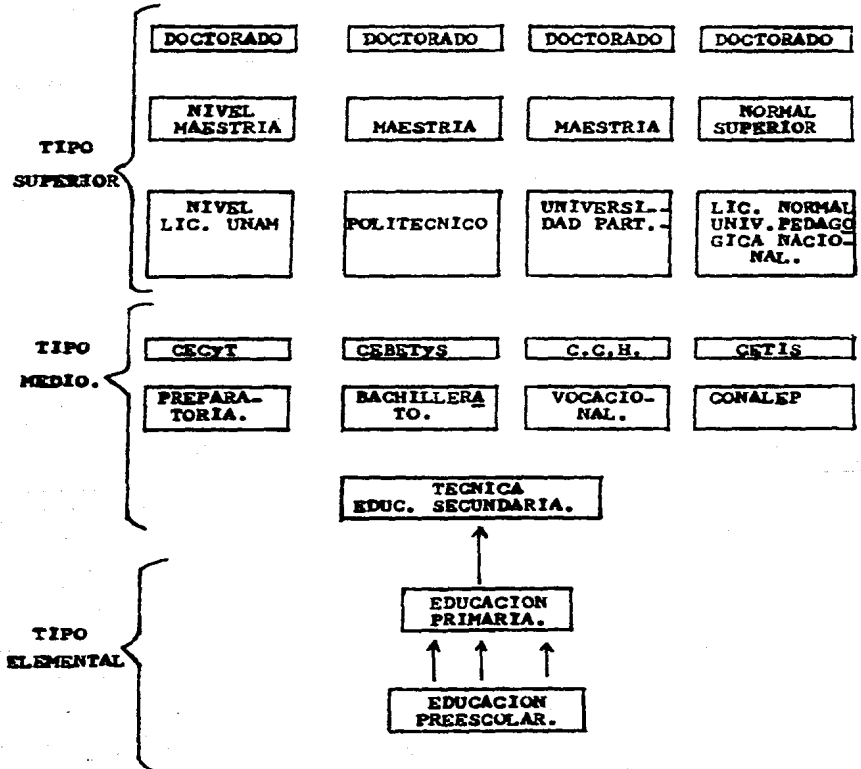 DOCTORADO
DOCTORADO
DOCTORADO
DOCTORADO
NIVEL
MAESTRIA
MAESTRIA
MAESTRIA
NORMAL
SUPERIOR
TIPO
SUPERIOR
NIVEL
LIC. UNAM
POLITECNICO
UNIVERSI-
DAD PART.-
LIC. NORMAL
UNIV.PEDAGO
GICA NACIO-
NAL.
TIPO
MEDIO.
CECyT
CEBETyS
C.C.H.
CETIS
PREPARA-
TORIA.
BACHILLERA
TO.
VOCACIO-
NAL.
CONALEP
TECNICA
EDUC. SECUNDARIA.
TIPO
ELEMENTAL
EDUCACION
PRIMARIA.
EDUCACION
PREESCOLAR.